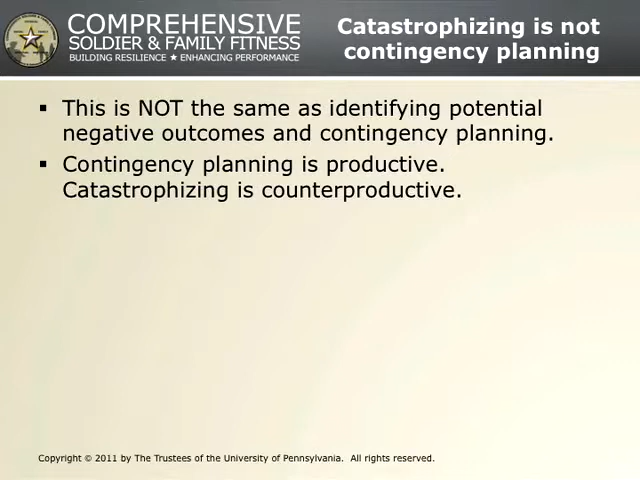 COMPREHENSIVE
SOLDIER & FAMILY FITNESS
BUILDING RESILIENCE ★ ENHANCING PERFORMANCE
Catastrophizing is not
contingency planning
▪ This is NOT the same as identifying potential
negative outcomes and contingency planning.
▪ Contingency planning is productive.
Catastrophizing is counterproductive.
Copyright © 2011 by The Trustees of the University of Pennsylvania. All rights reserved.